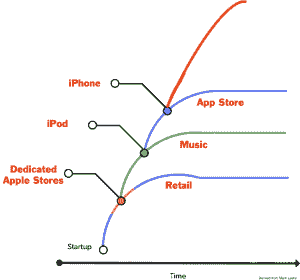 iPhone
App Store
iPod
Music
Dedicated
Apple Stores
Retail
Startup
Time